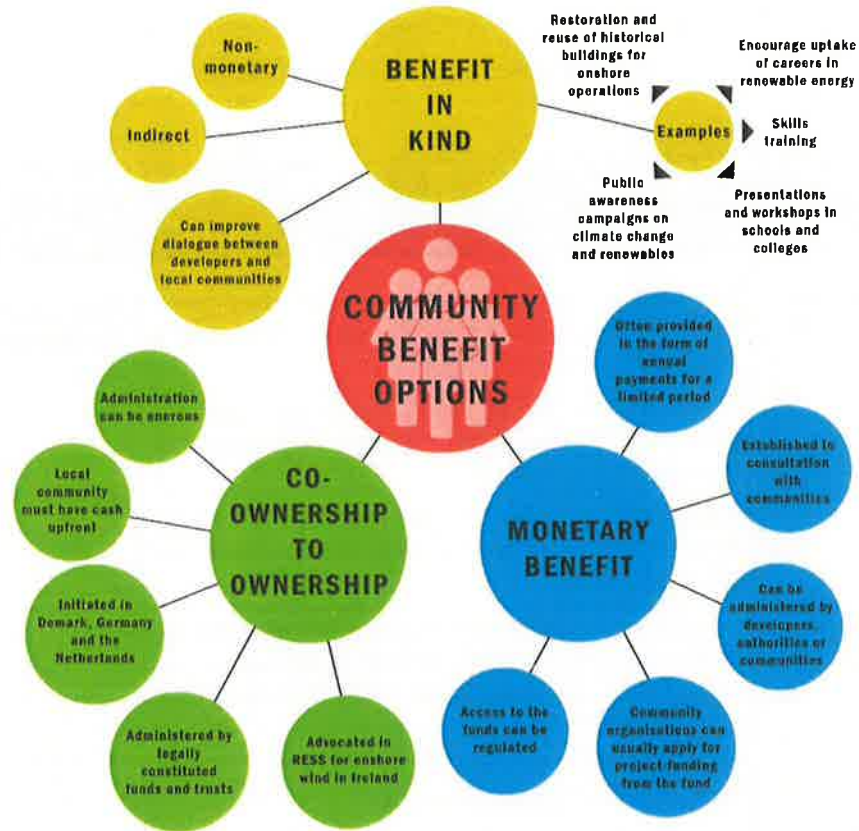 Non-
monetary
Indirect
Can improve
dialogue between
developers and
local communities
BENEFIT
IN
KIND
Restoration and
reuse of historical
buildings for
onshore
operations
Encourage uptake
of careers in
renewable energy
Examples
Skills
training
Public
awareness
campaigns on
climate change
and renewables
Presentations
and workshops in
schools and
colleges
COMMUNITY
BENEFIT
OPTIONS
Administration
can be onerous
Local
community
must have cash
upfront
Initiated in
Demark, Germany
and the
Netherlands
Administered by
legally
constituted
funds and trusts
Advocated in
RESS for onshore
wind in Ireland
CO-
OWNERSHIP
TO
OWNERSHIP
Often provided
in the form of
annual
payments for a
limited period
Established in
consultation
with
communities
MONETARY
BENEFIT
Can be
administered by
developers,
authorities or
communities
Access to the
funds can be
regulated
Community
organisations can
usually apply for
project funding
from the fund